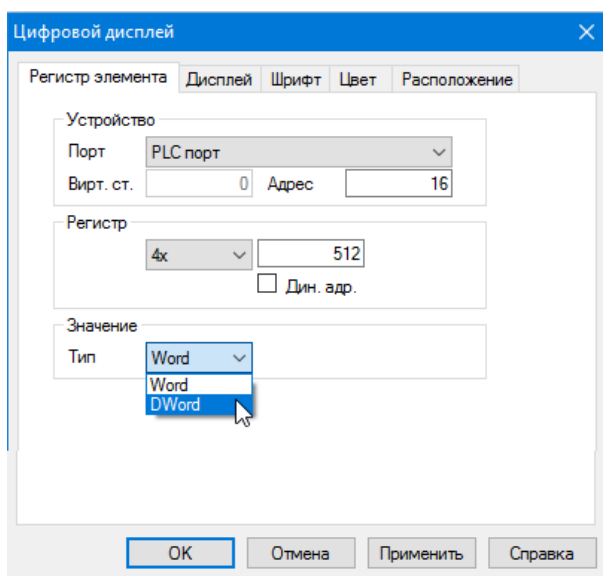 Цифровой дисплей
Регистр элемента Дисплей Шрифт Цвет Расположение
Устройство
Порт PLC порт
Вирт. ст. 0 Адрес 16
Регистр
4x 512
Дин. адр.
Значение
Тип Word
Word
DWord
OK Отмена Применить Справка